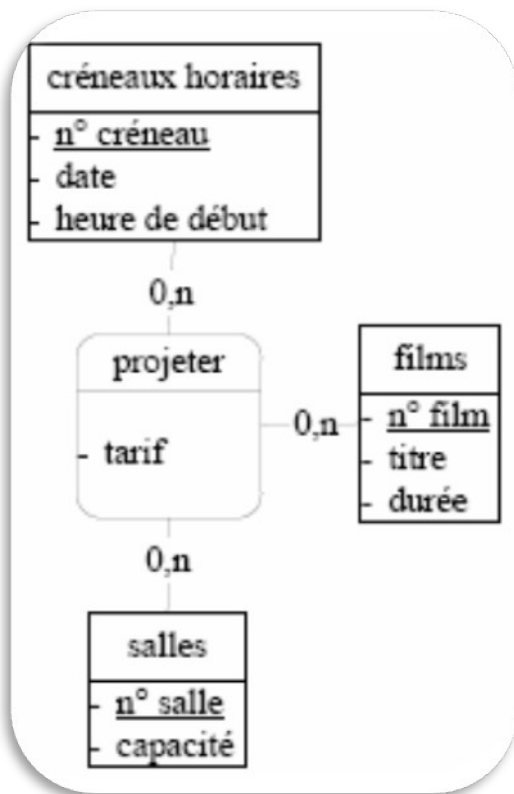 créneaux horaires
- n° créneau
- date
- heure de début
0,n
projeter
- tarif
0,n
films
- n° film
- titre
- durée
0,n
salles
- n° salle
- capacité